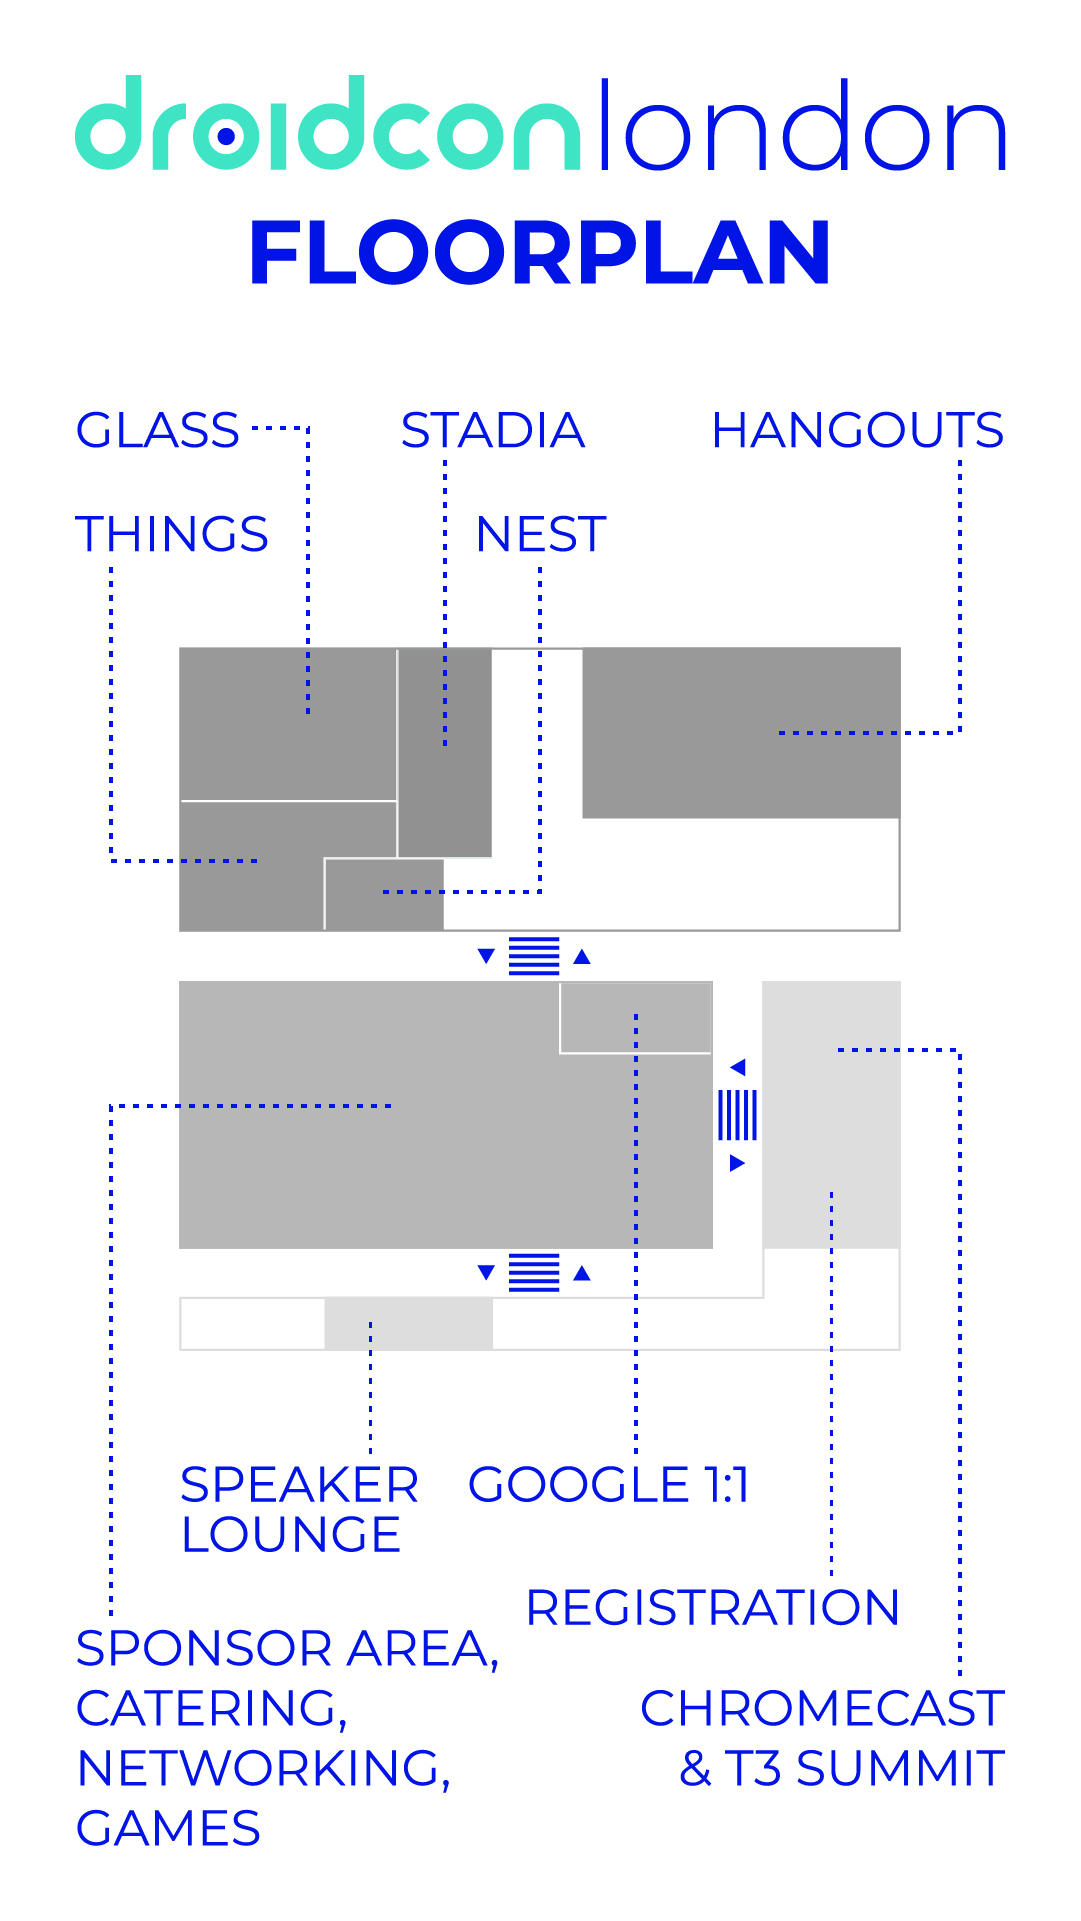 droidconlondon
FLOORPLAN
GLASS
STADIA
HANGOUTS
THINGS
NEST
SPEAKER
LOUNGE
GOOGLE 1:1
REGISTRATION
SPONSOR AREA,
CATERING,
NETWORKING,
GAMES
CHROMECAST
& T3 SUMMIT